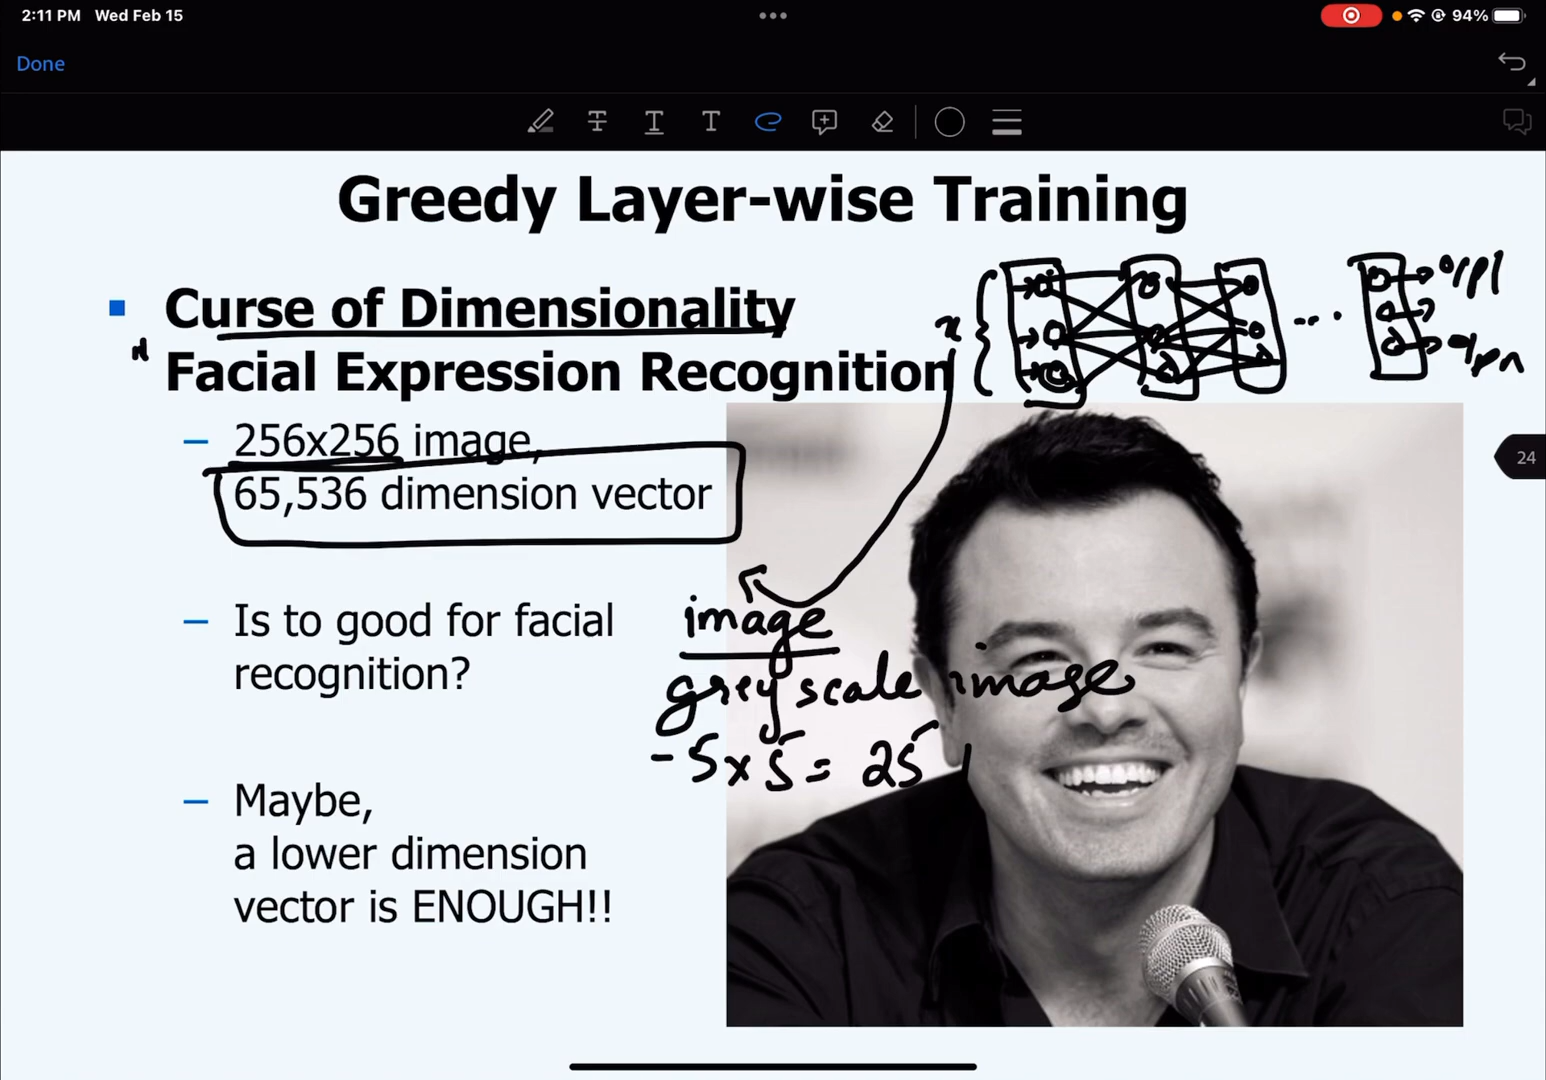 2:11 PM Wed Feb 15
94%
Done
Greedy Layer-wise Training
Curse of Dimensionality
Facial Expression Recognition
x
o/p1
o/pn
256x256 image,
65,536 dimension vector
24
Is to good for facial
recognition?
image
grey scale image
-5x5 = 25
Maybe,
a lower dimension
vector is ENOUGH!!